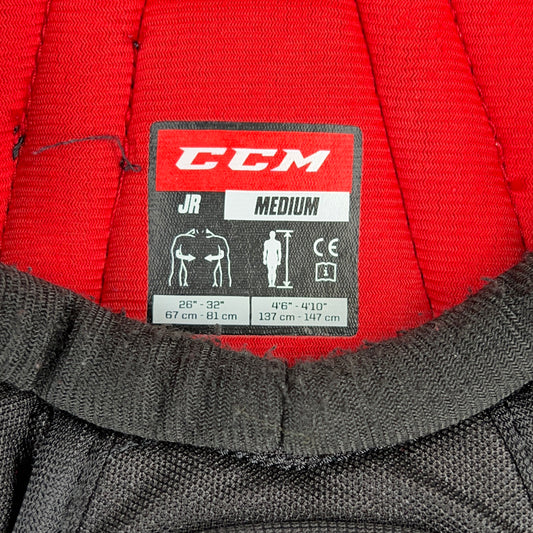 CCM
JR MEDIUM
CE
26" - 32" 4'6" - 4'10"
67 cm - 81 cm 137 cm - 147 cm